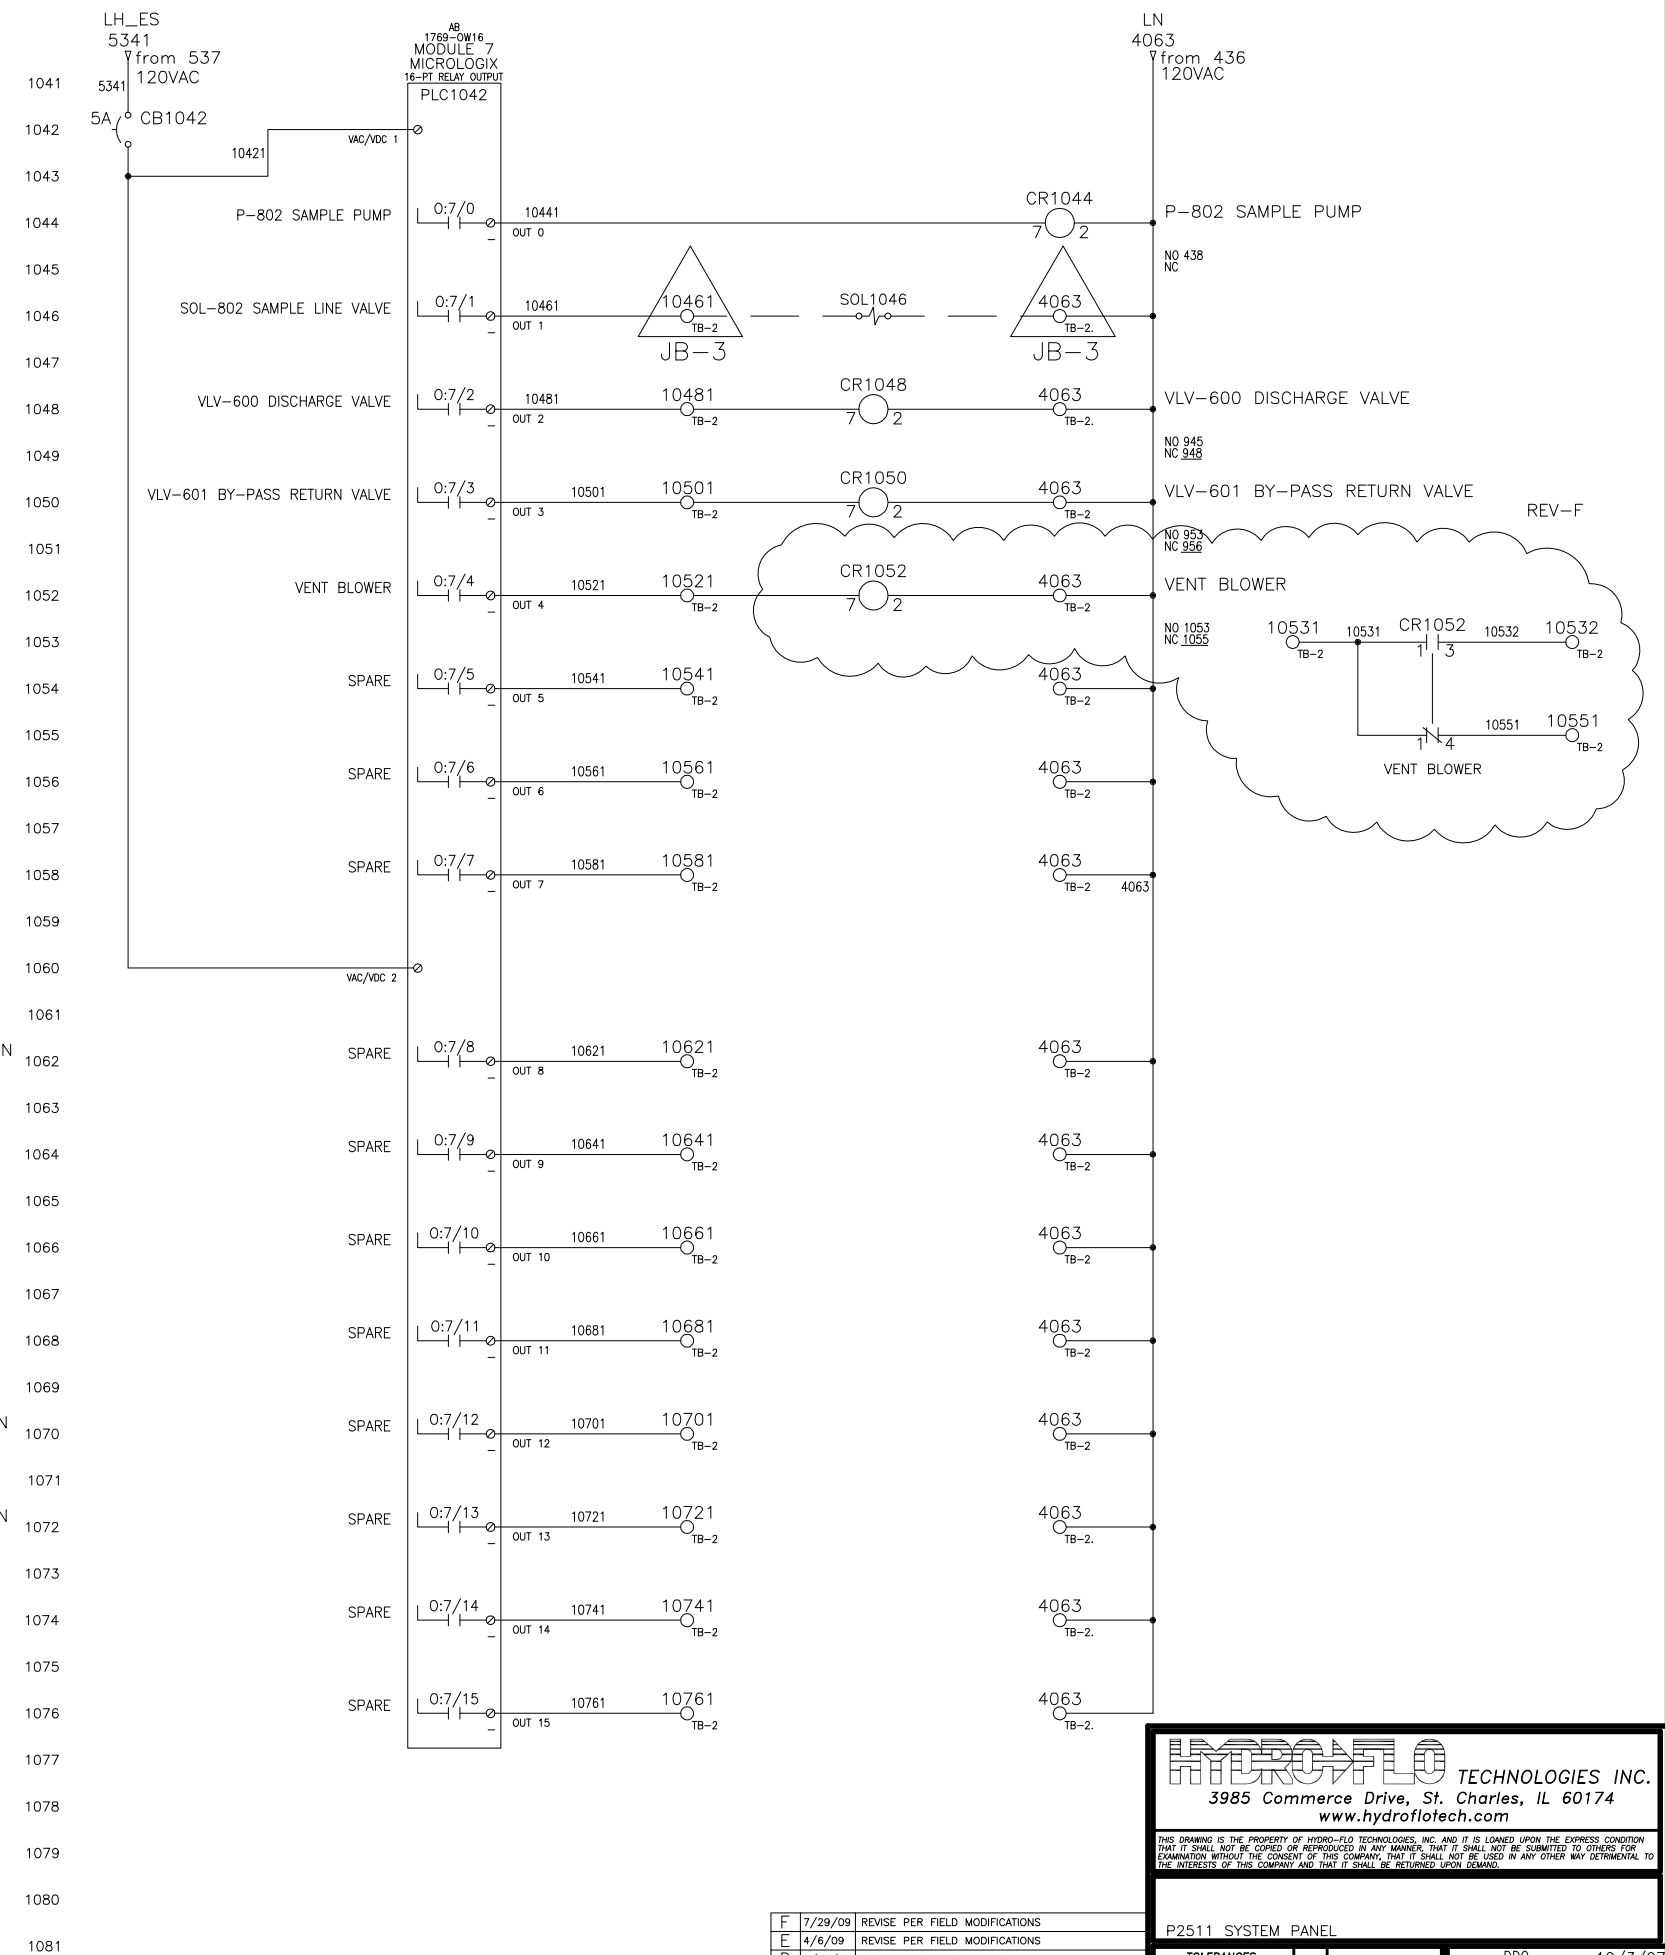 LH_ES
5341
from 537
120VAC
5341
5A
CB1042
10421
AB
1769-OW16
MODULE 7
MICROLOGIX
16-PT RELAY OUTPUT
PLC1042
VAC/VDC 1
LN
4063
from 436
120VAC
1041
1042
1043
1044
P-802 SAMPLE PUMP
O:7/0
10441
OUT 0
CR1044
7 2
P-802 SAMPLE PUMP
1045
NO 438
NC
1046
SOL-802 SAMPLE LINE VALVE
O:7/1
10461
OUT 1
10461
TB-2
JB-3
SOL1046
4063
TB-2.
JB-3
1047
1048
VLV-600 DISCHARGE VALVE
O:7/2
10481
OUT 2
10481
TB-2
CR1048
7 2
4063
TB-2.
VLV-600 DISCHARGE VALVE
1049
NO 945
NC 948
1050
VLV-601 BY-PASS RETURN VALVE
O:7/3
10501
OUT 3
10501
TB-2
CR1050
7 2
4063
TB-2
VLV-601 BY-PASS RETURN VALVE
REV-F
1051
NO 953
NC 956
1052
VENT BLOWER
O:7/4
10521
OUT 4
10521
TB-2
CR1052
7 2
4063
TB-2
VENT BLOWER
1053
NO 1053
NC 1055
10531
TB-2
10531
CR1052
1 3
10532
10532
TB-2
1054
SPARE
O:7/5
10541
OUT 5
10541
TB-2
4063
TB-2
1055
1 4
10551
10551
TB-2
VENT BLOWER
1056
SPARE
O:7/6
10561
OUT 6
10561
TB-2
4063
TB-2
1057
1058
SPARE
O:7/7
10581
OUT 7
10581
TB-2
4063
TB-2
4063
1059
1060
VAC/VDC 2
1061
N
1062
SPARE
O:7/8
10621
OUT 8
10621
TB-2
4063
TB-2
1063
1064
SPARE
O:7/9
10641
OUT 9
10641
TB-2
4063
TB-2
1065
1066
SPARE
O:7/10
10661
OUT 10
10661
TB-2
4063
TB-2
1067
1068
SPARE
O:7/11
10681
OUT 11
10681
TB-2
4063
TB-2
1069
N
1070
SPARE
O:7/12
10701
OUT 12
10701
TB-2
4063
TB-2
1071
N
1072
SPARE
O:7/13
10721
OUT 13
10721
TB-2
4063
TB-2.
1073
1074
SPARE
O:7/14
10741
OUT 14
10741
TB-2
4063
TB-2.
1075
1076
SPARE
O:7/15
10761
OUT 15
10761
TB-2
4063
TB-2.
1077
1078
1079
1080
1081
HYDRO-FLO TECHNOLOGIES INC.
3985 Commerce Drive, St. Charles, IL 60174
www.hydroflotech.com
THIS DRAWING IS THE PROPERTY OF HYDRO-FLO TECHNOLOGIES, INC. AND IT IS LOANED UPON THE EXPRESS CONDITION
THAT IT SHALL NOT BE COPIED OR REPRODUCED IN ANY MANNER, THAT IT SHALL NOT BE SUBMITTED TO OTHERS FOR
EXAMINATION WITHOUT THE CONSENT OF THIS COMPANY, THAT IT SHALL NOT BE USED IN ANY OTHER WAY DETRIMENTAL TO
THE INTERESTS OF THIS COMPANY AND THAT IT SHALL BE RETURNED UPON DEMAND.
P2511 SYSTEM PANEL
F 7/29/09 REVISE PER FIELD MODIFICATIONS
E 4/6/09 REVISE PER FIELD MODIFICATIONS
TOLERANCES